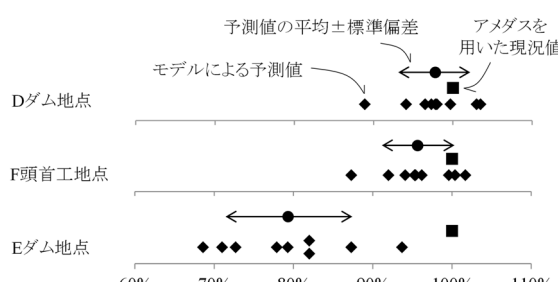 予測値の平均±標準偏差
アメダスを
用いた現況値
モデルによる予測値
Dダム地点
F頭首工地点
Eダム地点
60% 70% 80% 90% 100% 110%